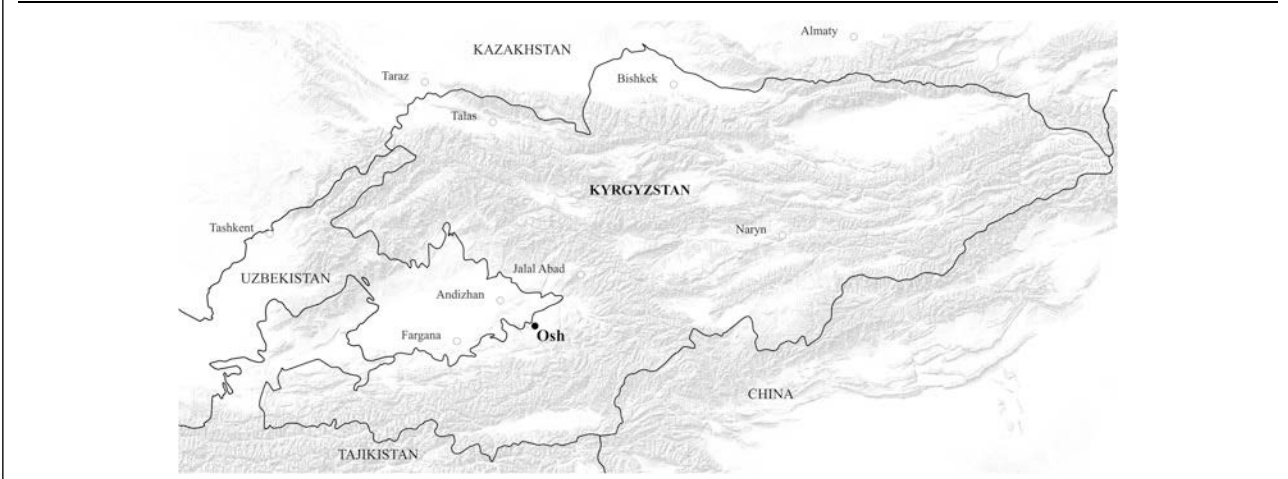 Almaty
KAZAKHSTAN
Taraz
Bishkek
Talas
KYRGYZSTAN
Tashkent
Naryn
Jalal Abad
UZBEKISTAN
Andizhan
Fargana
Osh
CHINA
TAJIKISTAN